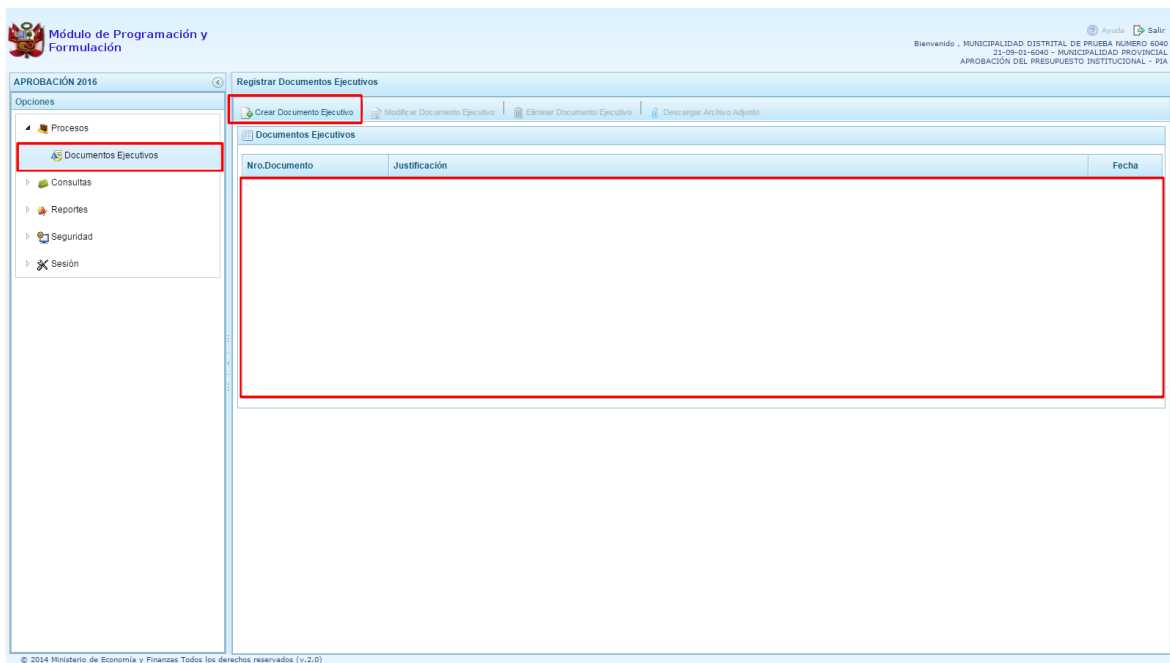 Módulo de Programación y
Formulación
Ayuda Salir
Bienvenido , MUNICIPALIDAD DISTRITAL DE PRUEBA NUMERO 6040
21-09-01-6040 - MUNICIPALIDAD PROVINCIAL
APROBACIÓN DEL PRESUPUESTO INSTITUCIONAL - PIA
APROBACIÓN 2016
Opciones
Procesos
Documentos Ejecutivos
Consultas
Reportes
Seguridad
Sesión
Registrar Documentos Ejecutivos
Crear Documento Ejecutivo Modificar Documento Ejecutivo Eliminar Documento Ejecutivo Descargar Archivo Adjunto
Documentos Ejecutivos
Nro.Documento Justificación Fecha
© 2014 Ministerio de Economía y Finanzas Todos los derechos reservados (v.2.0)